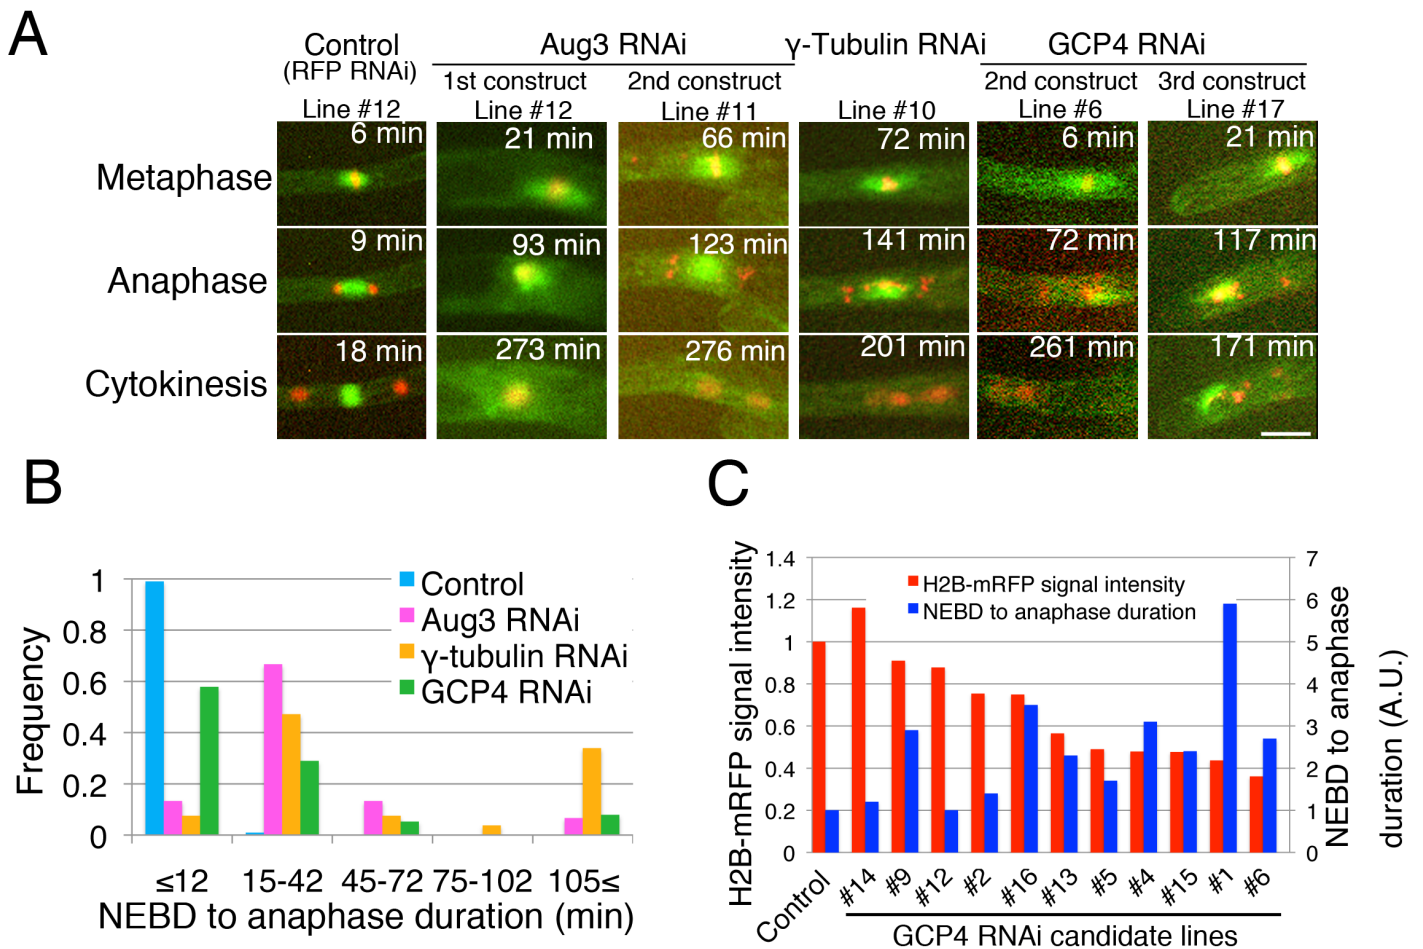 A
Control
(RFP RNAi)
Line #12
Aug3 RNAi
1st construct
Line #12
2nd construct
Line #11
γ-Tubulin RNAi
Line #10
GCP4 RNAi
2nd construct
Line #6
3rd construct
Line #17
Metaphase
6 min
21 min
66 min
72 min
6 min
21 min
Anaphase
9 min
93 min
123 min
141 min
72 min
117 min
Cytokinesis
18 min
273 min
276 min
201 min
261 min
171 min
B
Frequency
1
0.8
0.6
0.4
0.2
0
Control
Aug3 RNAi
γ-tubulin RNAi
GCP4 RNAi
≤12
15-42
45-72
75-102
105≤
NEBD to anaphase duration (min)
C
H2B-mRFP signal intensity
1.4
1.2
1
0.8
0.6
0.4
0.2
0
H2B-mRFP signal intensity
NEBD to anaphase duration
7
6
5
4
3
2
1
0
NEBD to anaphase
duration (A.U.)
Control
#14
#9
#12
#2
#16
#13
#5
#4
#15
#1
#6
GCP4 RNAi candidate lines